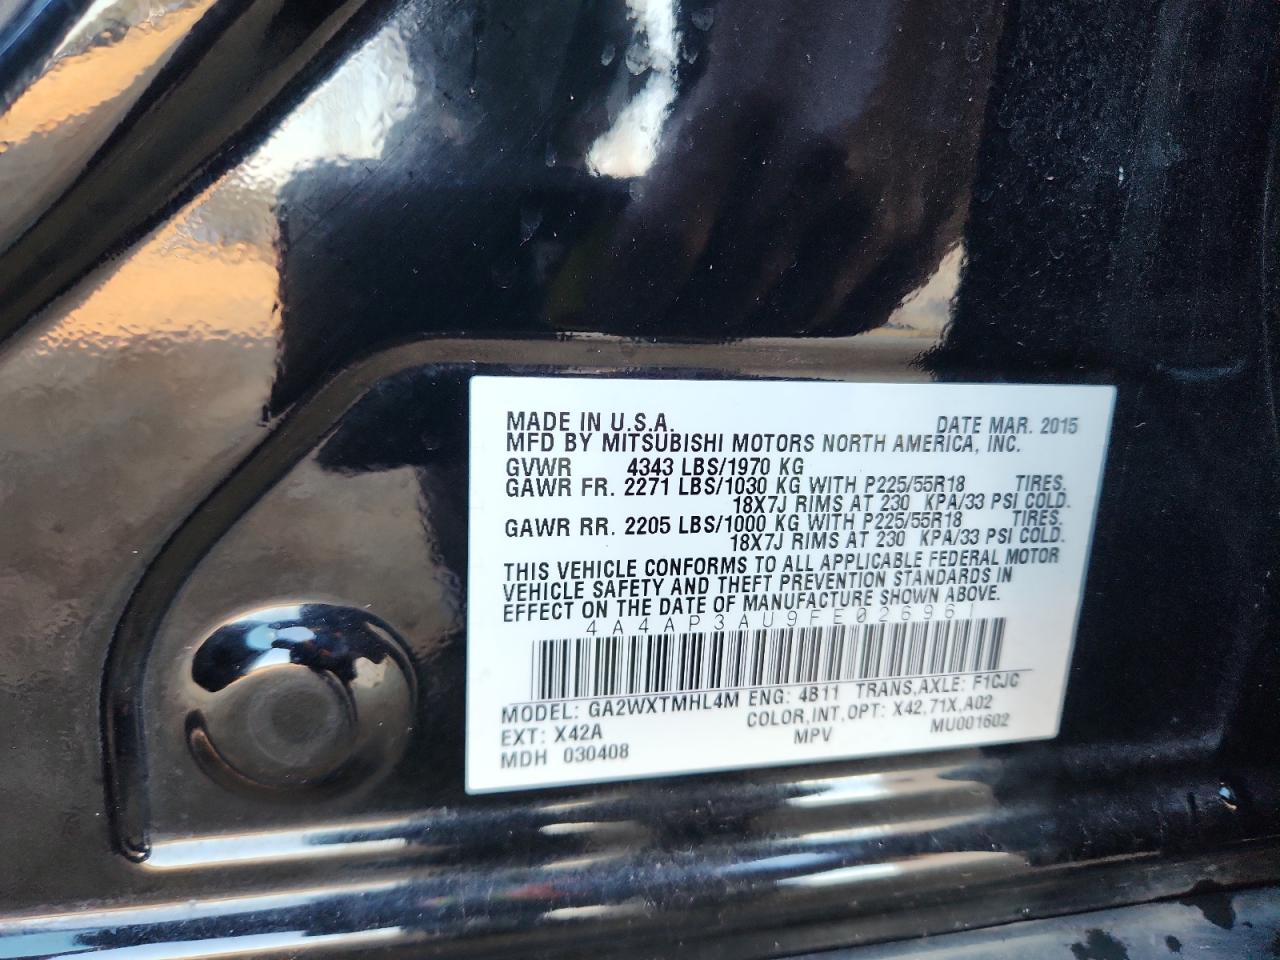 MADE IN U.S.A. DATE MAR. 2015
MFD BY MITSUBISHI MOTORS NORTH AMERICA, INC.
GVWR 4343 LBS/1970 KG
GAWR FR. 2271 LBS/1030 KG WITH P225/55R18 TIRES.
18X7J RIMS AT 230 KPA/33 PSI COLD.
GAWR RR. 2205 LBS/1000 KG WITH P225/55R18 TIRES.
18X7J RIMS AT 230 KPA/33 PSI COLD.
THIS VEHICLE CONFORMS TO ALL APPLICABLE FEDERAL MOTOR
VEHICLE SAFETY AND THEFT PREVENTION STANDARDS IN
EFFECT ON THE DATE OF MANUFACTURE SHOWN ABOVE.
4A4AP3AU9FE026961
MODEL: GA2WXTMHL4M ENG: 4B11 TRANS,AXLE: F1CJC
EXT: X42A COLOR,INT,OPT: X42,71X,A02
MDH 030408 MPV MU001602